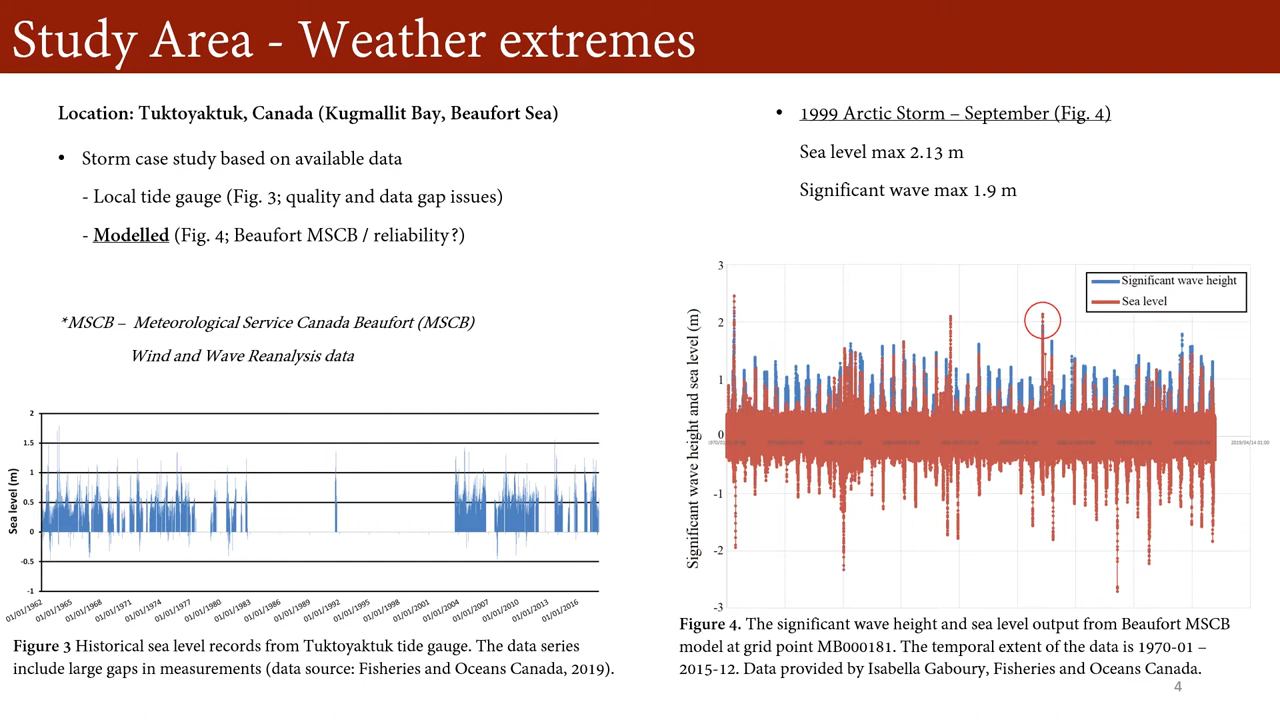 Study Area - Weather extremes
Location: Tuktoyaktuk, Canada (Kugmallit Bay, Beaufort Sea)
• Storm case study based on available data
- Local tide gauge (Fig. 3; quality and data gap issues)
- Modelled (Fig. 4; Beaufort MSCB / reliability?)
*MSCB – Meteorological Service Canada Beaufort (MSCB)
Wind and Wave Reanalysis data
2
1.5
1
0.5
0
-0.5
-1
Sea level (m)
01/01/1962
01/01/1965
01/01/1968
01/01/1971
01/01/1974
01/01/1977
01/01/1980
01/01/1983
01/01/1986
01/01/1989
01/01/1992
01/01/1995
01/01/1998
01/01/2001
01/01/2004
01/01/2007
01/01/2010
01/01/2013
01/01/2016
Figure 3 Historical sea level records from Tuktoyaktuk tide gauge. The data series
include large gaps in measurements (data source: Fisheries and Oceans Canada, 2019).
• 1999 Arctic Storm – September (Fig. 4)
Sea level max 2.13 m
Significant wave max 1.9 m
Significant wave height
Sea level
Significant wave height and sea level (m)
3
2
1
0
-1
-2
-3
2019/04/14 01:00
Figure 4. The significant wave height and sea level output from Beaufort MSCB
model at grid point MB000181. The temporal extent of the data is 1970-01 –
2015-12. Data provided by Isabella Gaboury, Fisheries and Oceans Canada.
4